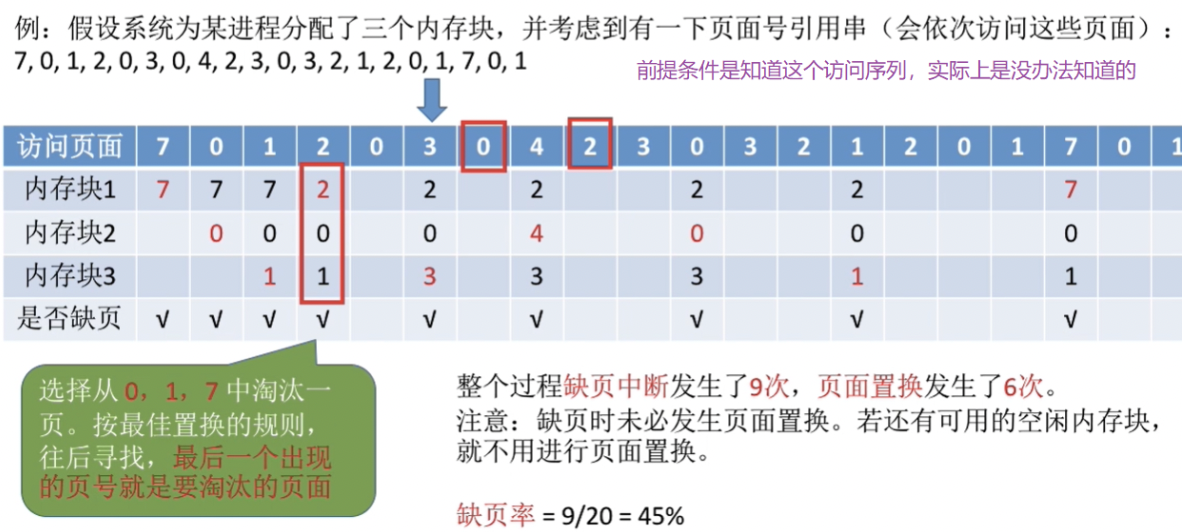 例：假设系统为某进程分配了三个内存块，并考虑到有一下页面号引用串（会依次访问这些页面）：
7, 0, 1, 2, 0, 3, 0, 4, 2, 3, 0, 3, 2, 1, 2, 0, 1, 7, 0, 1
前提条件是知道这个访问序列，实际上是没办法知道的
访问页面 7 0 1 2 0 3 0 4 2 3 0 3 2 1 2 0 1 7 0 1
内存块1 7 7 7 2 2 2 2 2 7
内存块2 0 0 0 0 4 0 0 0
内存块3 1 1 3 3 3 1 1
是否缺页 √ √ √ √ √ √ √ √ √
选择从 0，1，7 中淘汰一
页。按最佳置换的规则，
往后寻找，最后一个出现
的页号就是要淘汰的页面
整个过程缺页中断发生了9次，页面置换发生了6次。
注意：缺页时未必发生页面置换。若还有可用的空闲内存块，
就不用进行页面置换。
缺页率 = 9/20 = 45%